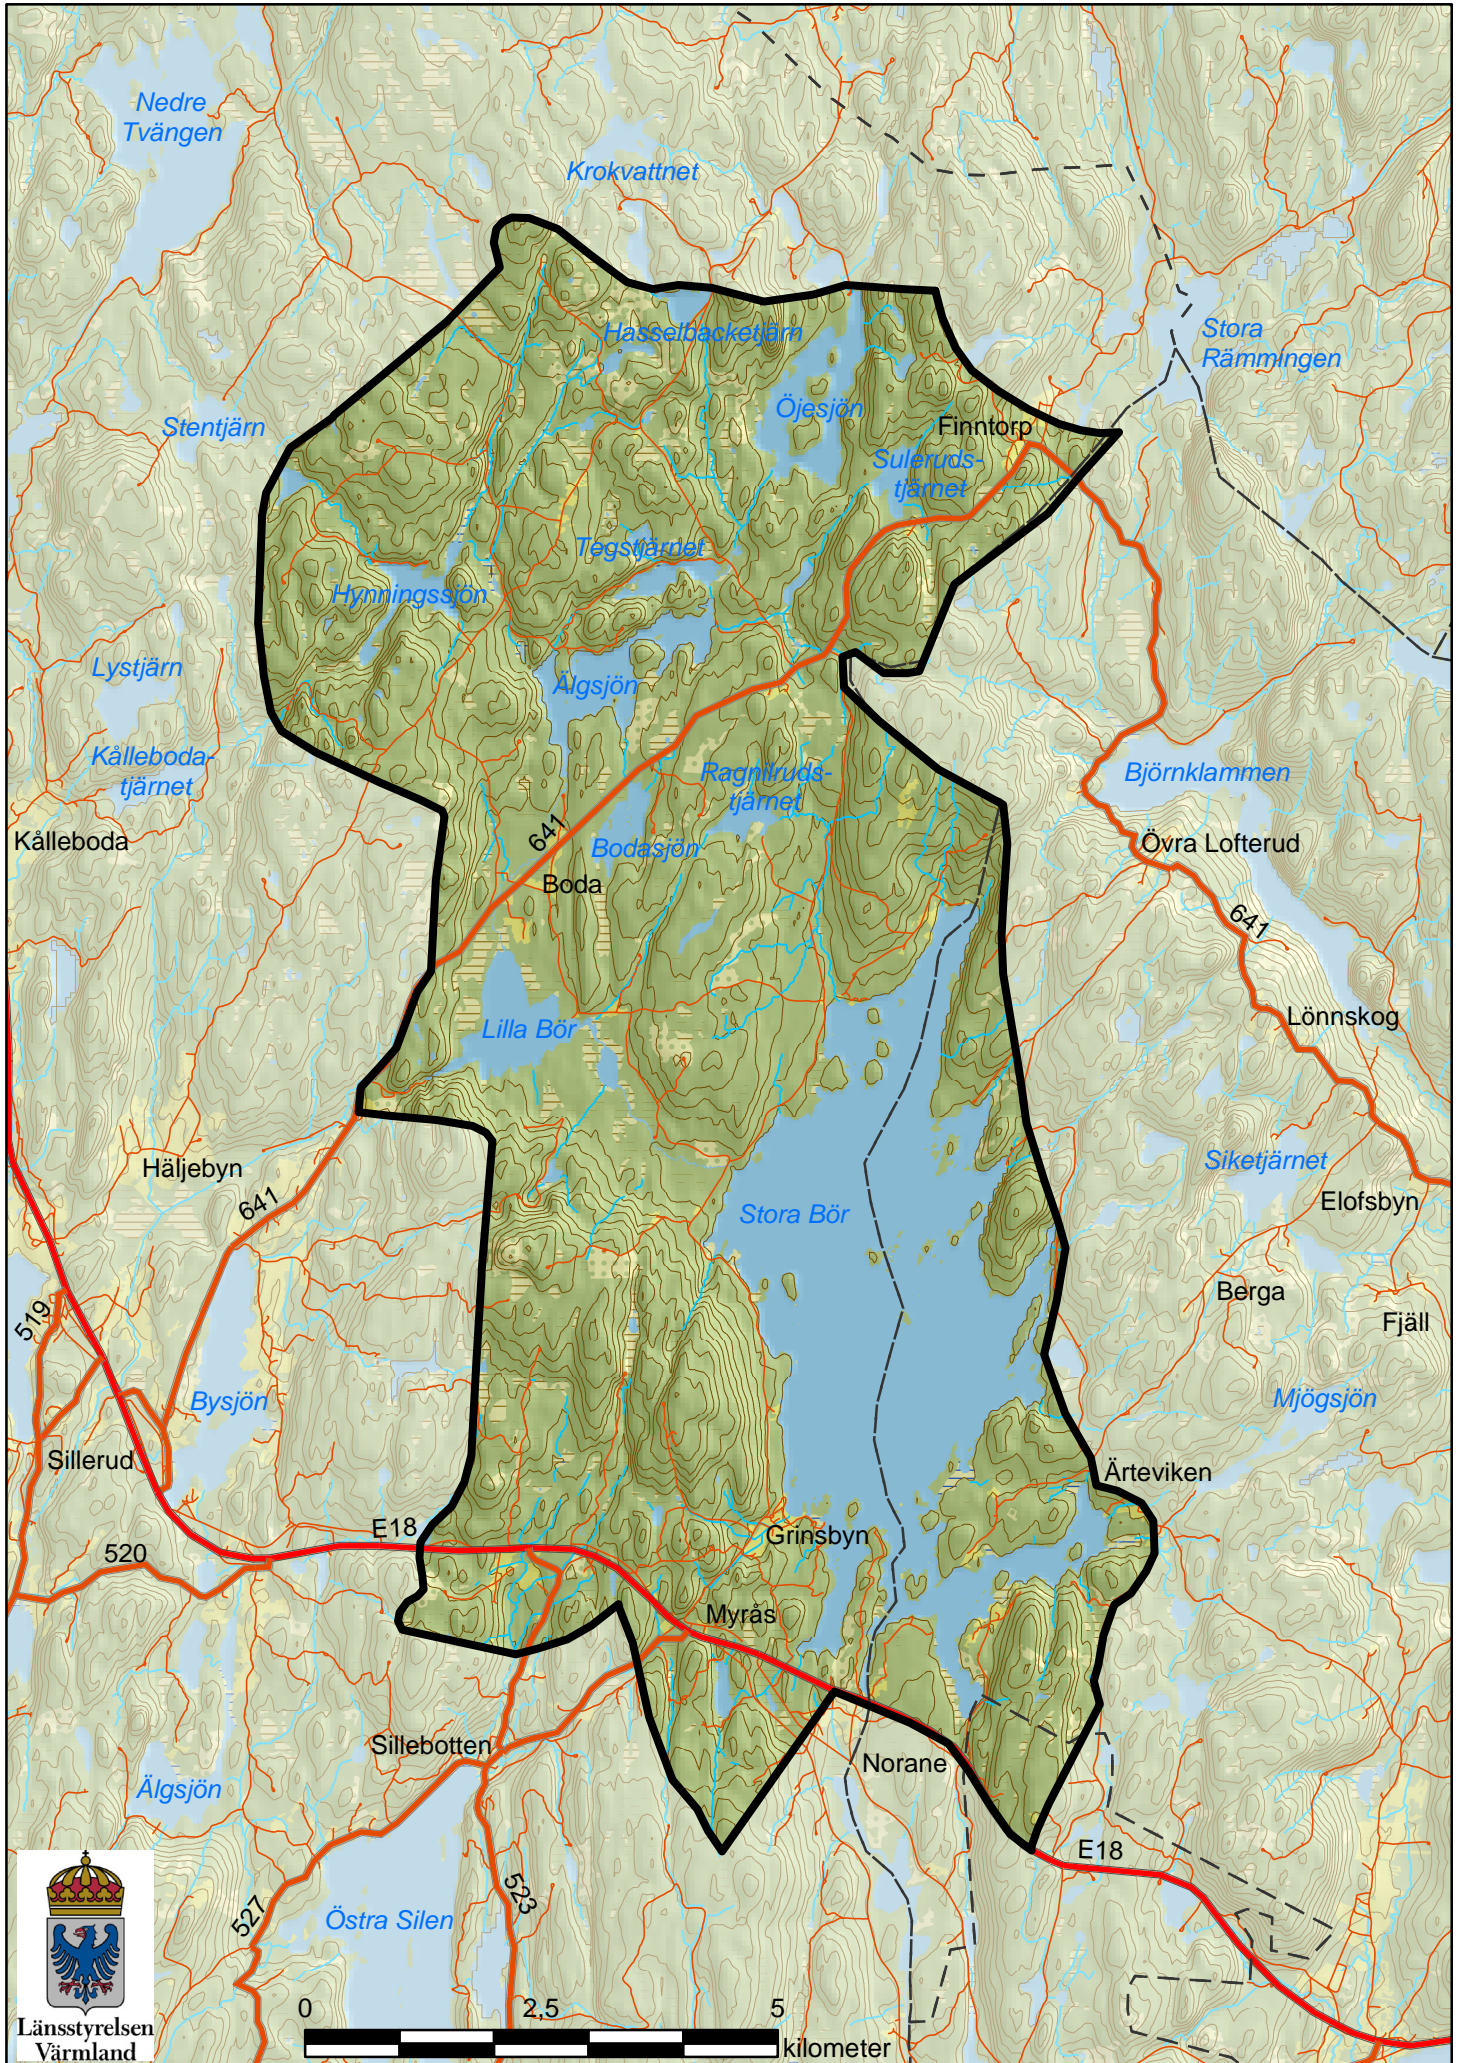 Nedre
Tvängen
Krokvattnet
Hasselbacketjärn
Stora
Rämmingen
Öjesjön
Stentjärn
Finntorp
Suleruds-
tjärnet
Tegstjärnet
Hynningssjön
Lystjärn
Älgsjön
Kålleboda-
tjärnet
Ragnilruds-
tjärnet
Björnklammen
Kålleboda
641
Bodasjön
Övra Lofterud
Boda
641
Lilla Bör
Lönnskog
Häljebyn
Siketjärnet
641
Elofsbyn
Stora Bör
Berga
519
Fjäll
Bysjön
Mjögsjön
Sillerud
Ärteviken
E18
Grinsbyn
520
Myrås
Sillebotten
Norane
Älgsjön
E18
523
527
Östra Silen
0 2,5 5
kilometer
Länsstyrelsen
Värmland